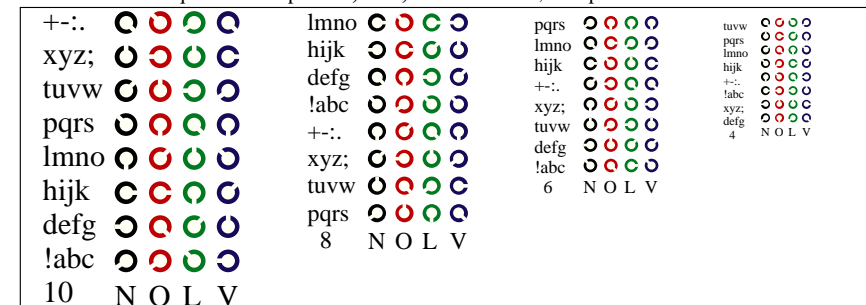 +-:.
xyz;
tuvw
pqrs
lmno
hijk
defg
!abc
10 N O L V
lmno
hijk
defg
!abc
+-:.
xyz;
tuvw
pqrs
8 N O L V
pqrs
lmno
hijk
+-:.
xyz;
tuvw
defg
!abc
6 N O L V
tuvw
pqrs
lmno
hijk
+-:.
!abc
xyz;
defg
4 N O L V